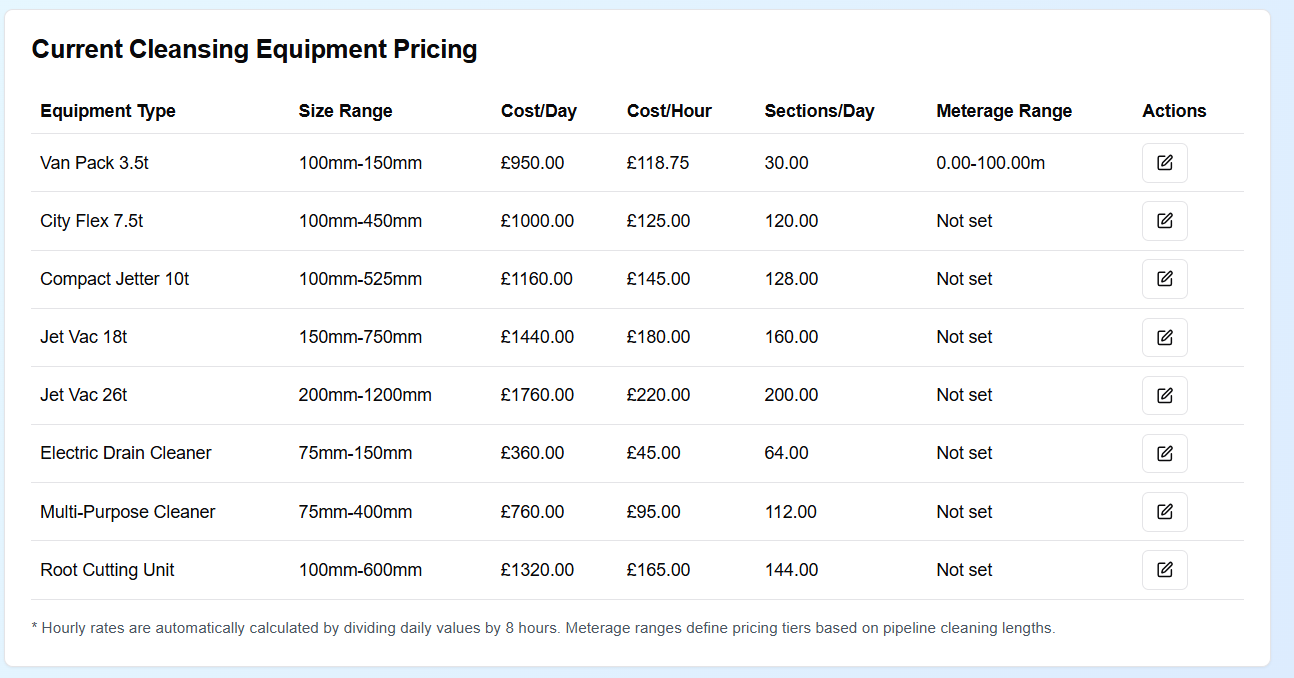 Current Cleansing Equipment Pricing
Equipment Type Size Range Cost/Day Cost/Hour Sections/Day Meterage Range Actions
Van Pack 3.5t 100mm-150mm £950.00 £118.75 30.00 0.00-100.00m
City Flex 7.5t 100mm-450mm £1000.00 £125.00 120.00 Not set
Compact Jetter 10t 100mm-525mm £1160.00 £145.00 128.00 Not set
Jet Vac 18t 150mm-750mm £1440.00 £180.00 160.00 Not set
Jet Vac 26t 200mm-1200mm £1760.00 £220.00 200.00 Not set
Electric Drain Cleaner 75mm-150mm £360.00 £45.00 64.00 Not set
Multi-Purpose Cleaner 75mm-400mm £760.00 £95.00 112.00 Not set
Root Cutting Unit 100mm-600mm £1320.00 £165.00 144.00 Not set
* Hourly rates are automatically calculated by dividing daily values by 8 hours. Meterage ranges define pricing tiers based on pipeline cleaning lengths.